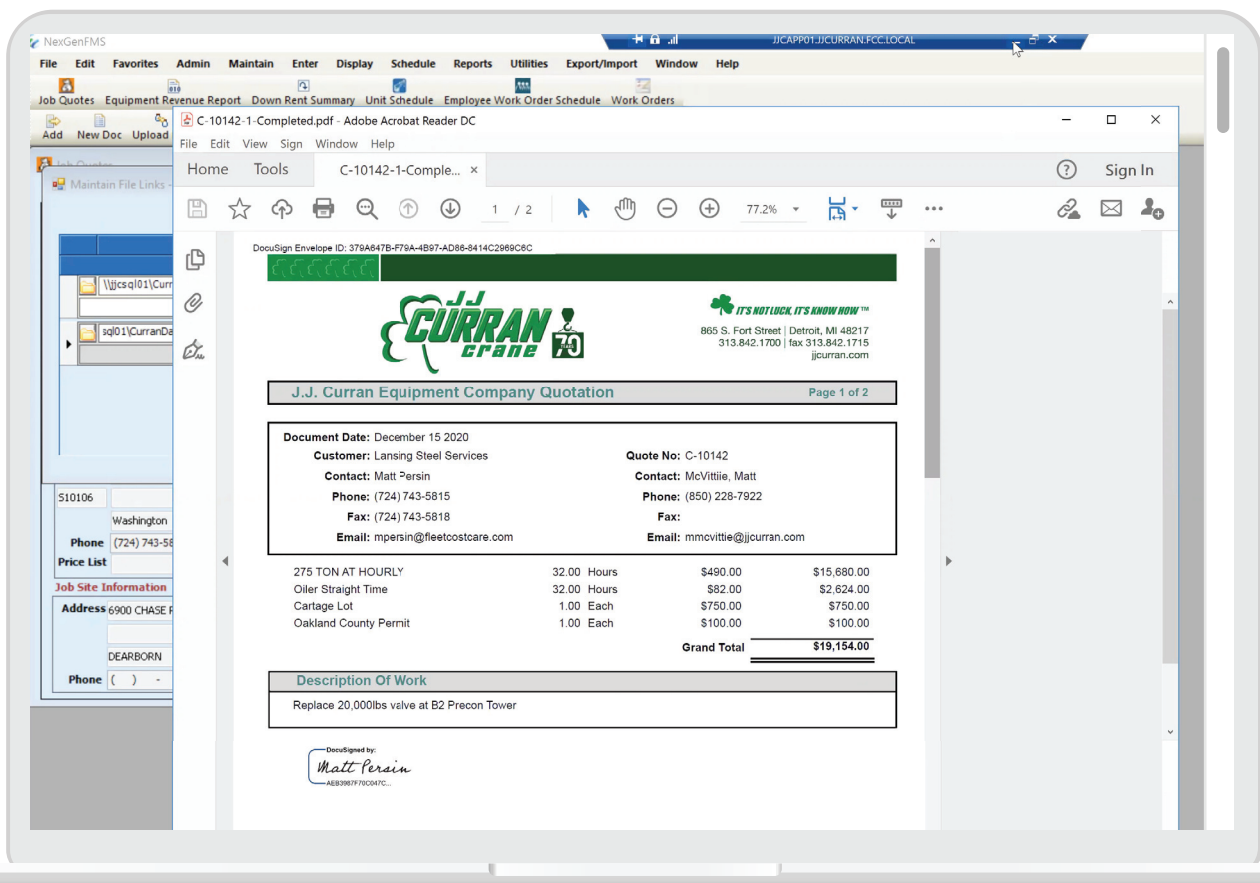 NexGenFMS
JJCAPP01.JJCURRAN.FCC.LOCAL
File Edit Favorites Admin Maintain Enter Display Schedule Reports Utilities Export/Import Window Help
Job Quotes Equipment Revenue Report Down Rent Summary Unit Schedule Employee Work Order Schedule Work Orders
Add New Doc Upload
C-10142-1-Completed.pdf - Adobe Acrobat Reader DC
File Edit View Sign Window Help
Job Quotes
Maintain File Links -
Home Tools C-10142-1-Comple... × Sign In
1 / 2 77.2%
DocuSign Envelope ID: 379A647B-F79A-4B97-AD86-8414C2969C6C
\\jjcsql01\Curr
sql01\CurranDa
JJ
CURRAN
crane
70
YEARS
IT'S NOT LUCK, IT'S KNOW HOW ™
865 S. Fort Street | Detroit, MI 48217
313.842.1700 | fax 313.842.1715
jjcurran.com
J.J. Curran Equipment Company Quotation Page 1 of 2
Document Date: December 15 2020
Customer: Lansing Steel Services Quote No: C-10142
Contact: Matt Persin Contact: McVittiie, Matt
Phone: (724) 743-5815 Phone: (850) 228-7922
Fax: (724) 743-5818 Fax:
Email: mpersin@fleetcostcare.com Email: mmcvittie@jjcurran.com
275 TON AT HOURLY 32.00 Hours $490.00 $15,680.00
Oiler Straight Time 32.00 Hours $82.00 $2,624.00
Cartage Lot 1.00 Each $750.00 $750.00
Oakland County Permit 1.00 Each $100.00 $100.00
Grand Total $19,154.00
Description Of Work
Replace 20,000lbs valve at B2 Precon Tower
DocuSigned by:
Matt Persin
AEB3987F70C047C...
S10106
Washington
Phone (724) 743-58
Price List
Job Site Information
Address 6900 CHASE R
DEARBORN
Phone ( ) -